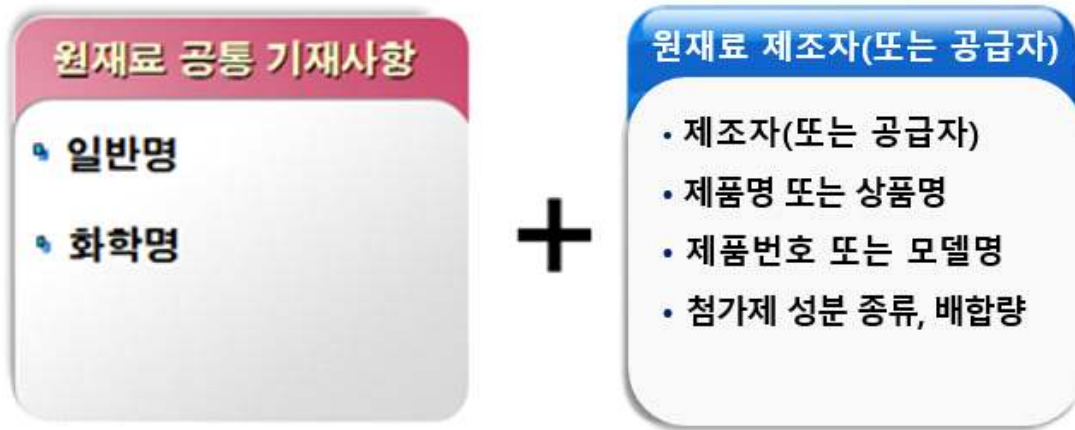 원재료 공통 기재사항
일반명
화학명
+
원재료 제조자(또는 공급자)
• 제조자(또는 공급자)
• 제품명 또는 상품명
• 제품번호 또는 모델명
• 첨가제 성분 종류, 배합량